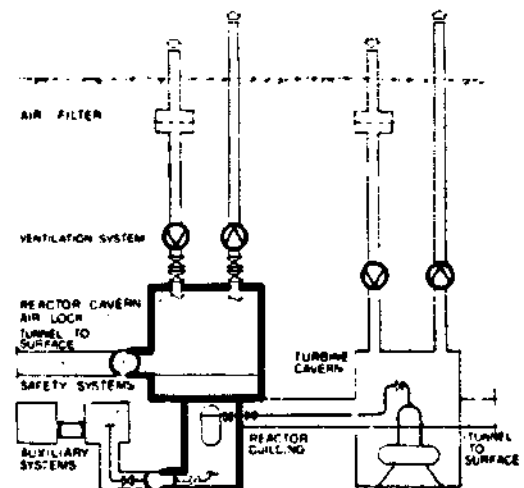 AIR FILTER
VENTILATION SYSTEM
REACTOR CAVERN
AIR LOCK
TUNNEL TO
SURFACE
SAFETY SYSTEMS
AUXILIARY
SYSTEMS
TURBINE
CAVERN
REACTOR
BUILDING
TUNNEL
TO
SURFACE